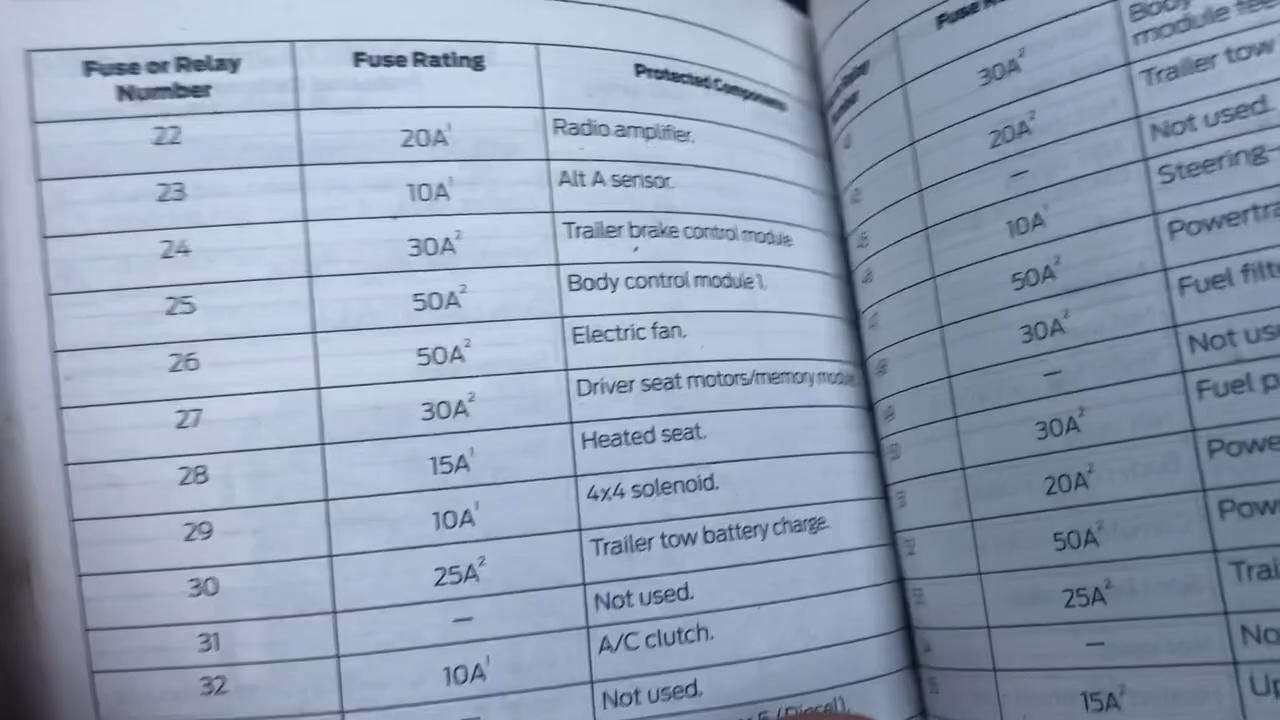 Fuse or Relay Number Fuse Rating Protected Component
22 20A¹ Radio amplifier.
23 10A¹ Alt A sensor.
24 30A² Trailer brake control module
25 50A² Body control module 1.
26 50A² Electric fan.
27 30A² Driver seat motors/memory module
28 15A¹ Heated seat.
29 10A¹ 4x4 solenoid.
30 25A² Trailer tow battery charge.
31 — Not used.
32 10A¹ A/C clutch.
— Not used.
(Diesel).
30A² Body
module
20A² Trailer tow
— Not used.
10A¹ Steering-
50A² Powertra
30A² Fuel filt
— Not us
30A² Fuel p
20A² Powe
50A² Pow
25A² Trai
— No
15A² Up